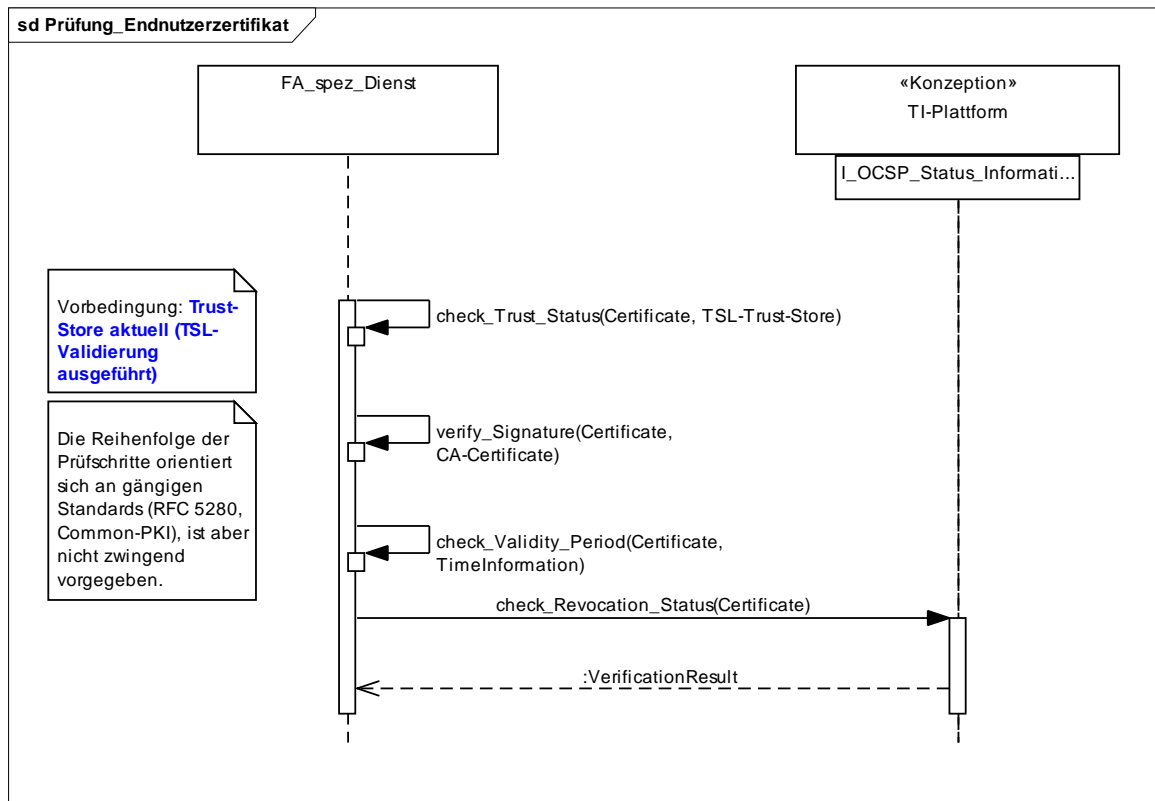 sd Prüfung_Endnutzerzertifikat
FA_spez_Dienst
«Konzeption»
TI-Plattform
I_OCSP_Status_Informati...
Vorbedingung: Trust-
Store aktuell (TSL-
Validierung
ausgeführt)
check_Trust_Status(Certificate, TSL-Trust-Store)
Die Reihenfolge der
Prüfschritte orientiert
sich an gängigen
Standards (RFC 5280,
Common-PKI), ist aber
nicht zwingend
vorgegeben.
verify_Signature(Certificate,
CA-Certificate)
check_Validity_Period(Certificate,
TimeInformation)
check_Revocation_Status(Certificate)
:VerificationResult